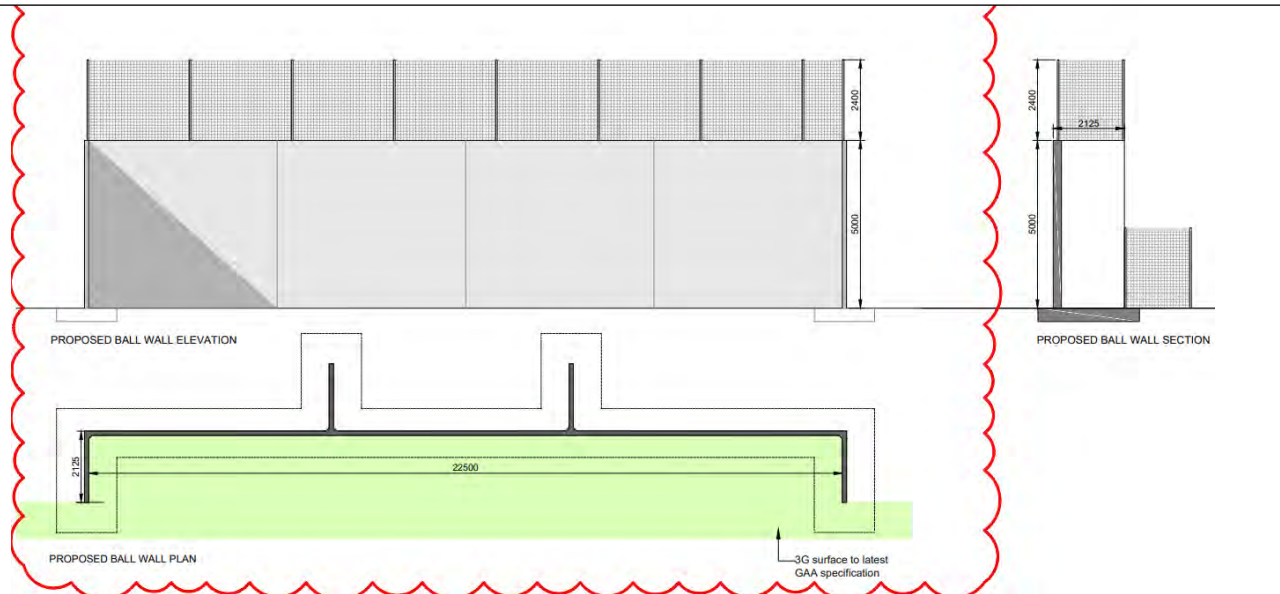 2400
5000
2400
2125
5000
PROPOSED BALL WALL ELEVATION
PROPOSED BALL WALL SECTION
2125
22500
PROPOSED BALL WALL PLAN
3G surface to latest
GAA specification